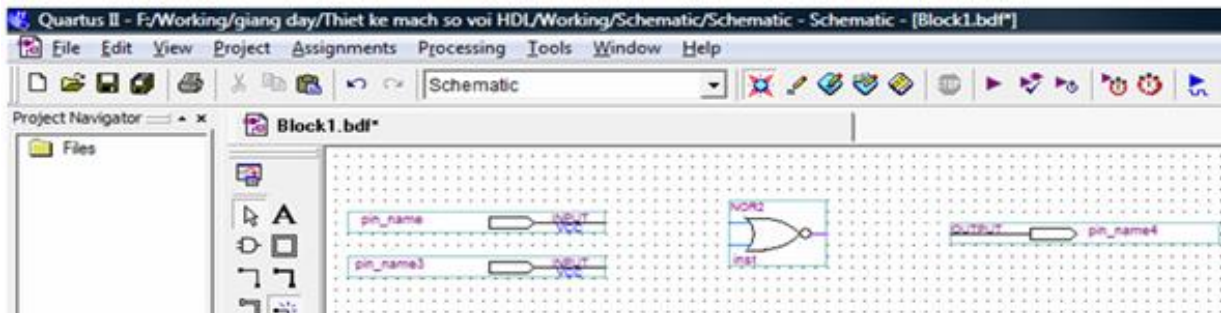 Quartus II - F:/Working/giang day/Thiet ke mach so voi HDL/Working/Schematic/Schematic - Schematic - [Block1.bdf*]
File Edit View Project Assignments Processing Tools Window Help
Schematic
Project Navigator
Block1.bdf*
Files
pin_name INPUT VCC
NOR2
OUTPUT pin_name4
pin_name3 INPUT VCC
inst